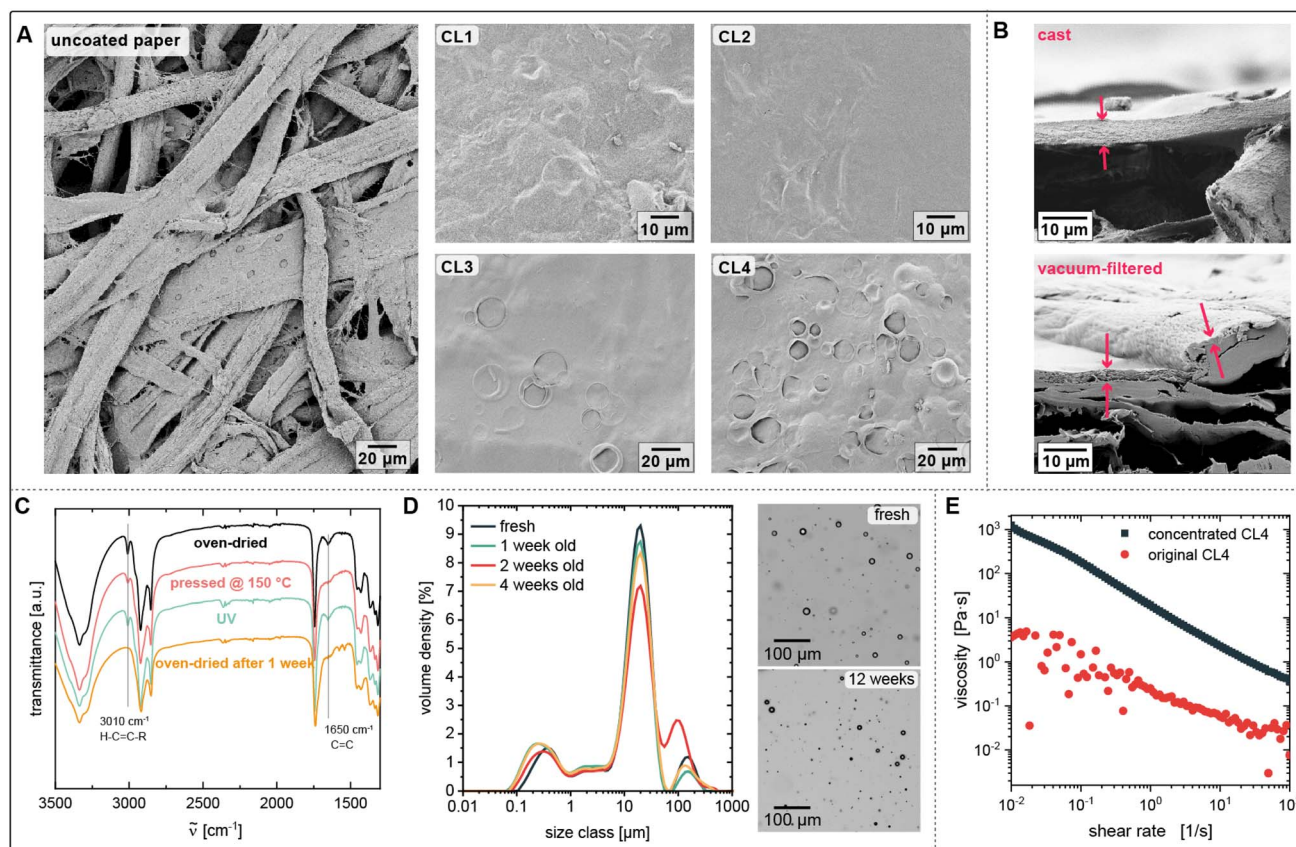 A
uncoated paper
CL1
CL2
CL3
CL4
20 µm
10 µm
10 µm
20 µm
20 µm
B
cast
10 µm
vacuum-filtered
10 µm
C
transmittance [a.u.]
oven-dried
pressed @ 150 °C
UV
oven-dried after 1 week
3010 cm⁻¹
H-C=C-R
1650 cm⁻¹
C=C
3500 3000 2500 2000 1500
ṽ [cm⁻¹]
D
volume density [%]
10
9
8
7
6
5
4
3
2
1
0
fresh
1 week old
2 weeks old
4 weeks old
0.01 0.1 1 10 100 1000
size class [µm]
fresh
100 µm
12 weeks
100 µm
E
viscosity [Pa·s]
10³
10²
10¹
10⁰
10⁻¹
10⁻²
concentrated CL4
original CL4
10⁻² 10⁻¹ 10⁰ 10¹ 10²
shear rate [1/s]